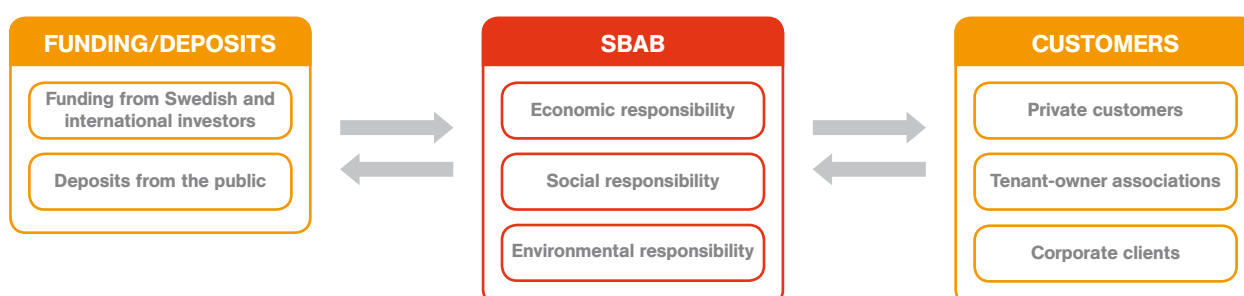 FUNDING/DEPOSITS
Funding from Swedish and
international investors
Deposits from the public
SBAB
Economic responsibility
Social responsibility
Environmental responsibility
CUSTOMERS
Private customers
Tenant-owner associations
Corporate clients